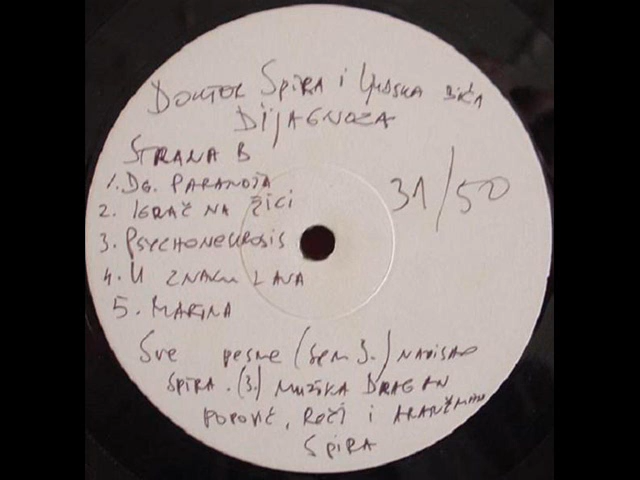 DOKTOR SPIRA I LJUDSKA BIĆA
DIJAGNOZA
STRANA B
1. DG. PARANOIA
2. IGRAČ NA ŽICI
31/50
3. PSYCHONEUROSIS
4. U ZNAKU LAVA
5. MARINA
Sve pesme (sem 3.) NAPISAO
SPIRA. (3.) MUZIKA DRAGAN
POPOVIĆ, REČI I ARANŽMAN
SPIRA